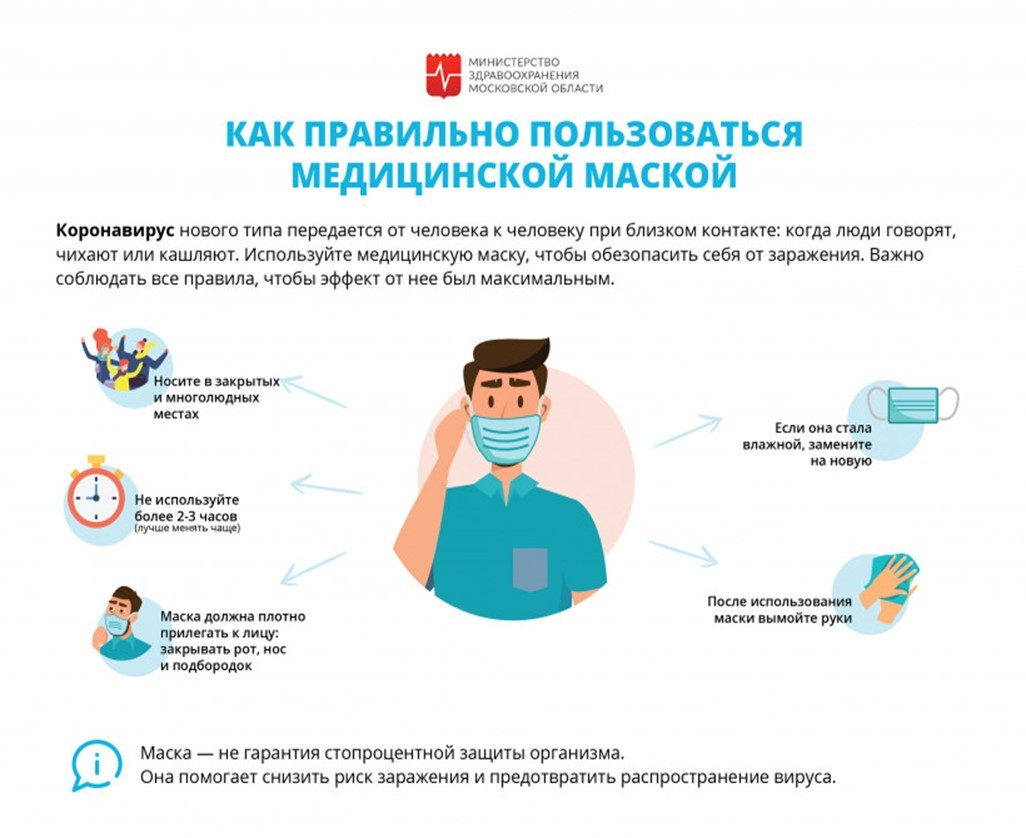 МИНИСТЕРСТВО
ЗДРАВООХРАНЕНИЯ
МОСКОВСКОЙ ОБЛАСТИ
КАК ПРАВИЛЬНО ПОЛЬЗОВАТЬСЯ
МЕДИЦИНСКОЙ МАСКОЙ
Коронавирус нового типа передается от человека к человеку при близком контакте: когда люди говорят,
чихают или кашляют. Используйте медицинскую маску, чтобы обезопасить себя от заражения. Важно
соблюдать все правила, чтобы эффект от нее был максимальным.
Носите в закрытых
и многолюдных
местах
Не используйте
более 2-3 часов
(лучше менять чаще)
Маска должна плотно
прилегать к лицу:
закрывать рот, нос
и подбородок
Если она стала
влажной, замените
на новую
После использования
маски вымойте руки
Маска — не гарантия стопроцентной защиты организма.
Она помогает снизить риск заражения и предотвратить распространение вируса.